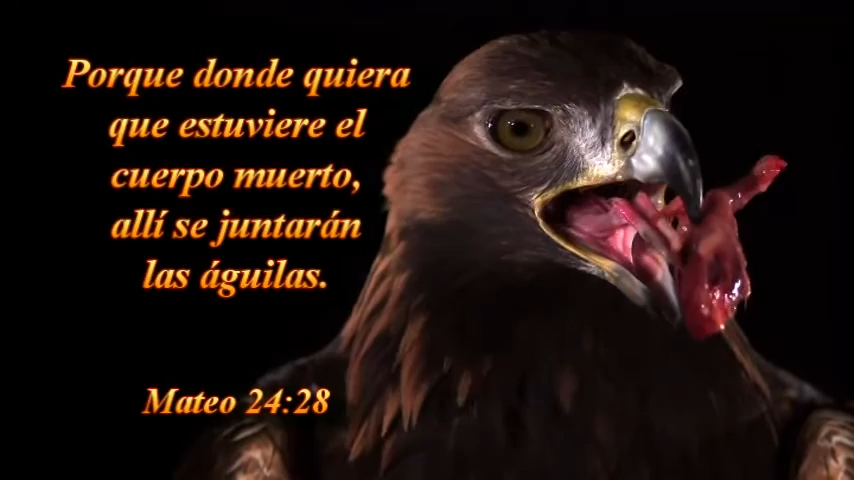 Porque donde quiera
que estuviere el
cuerpo muerto,
allí se juntarán
las águilas.
Mateo 24:28